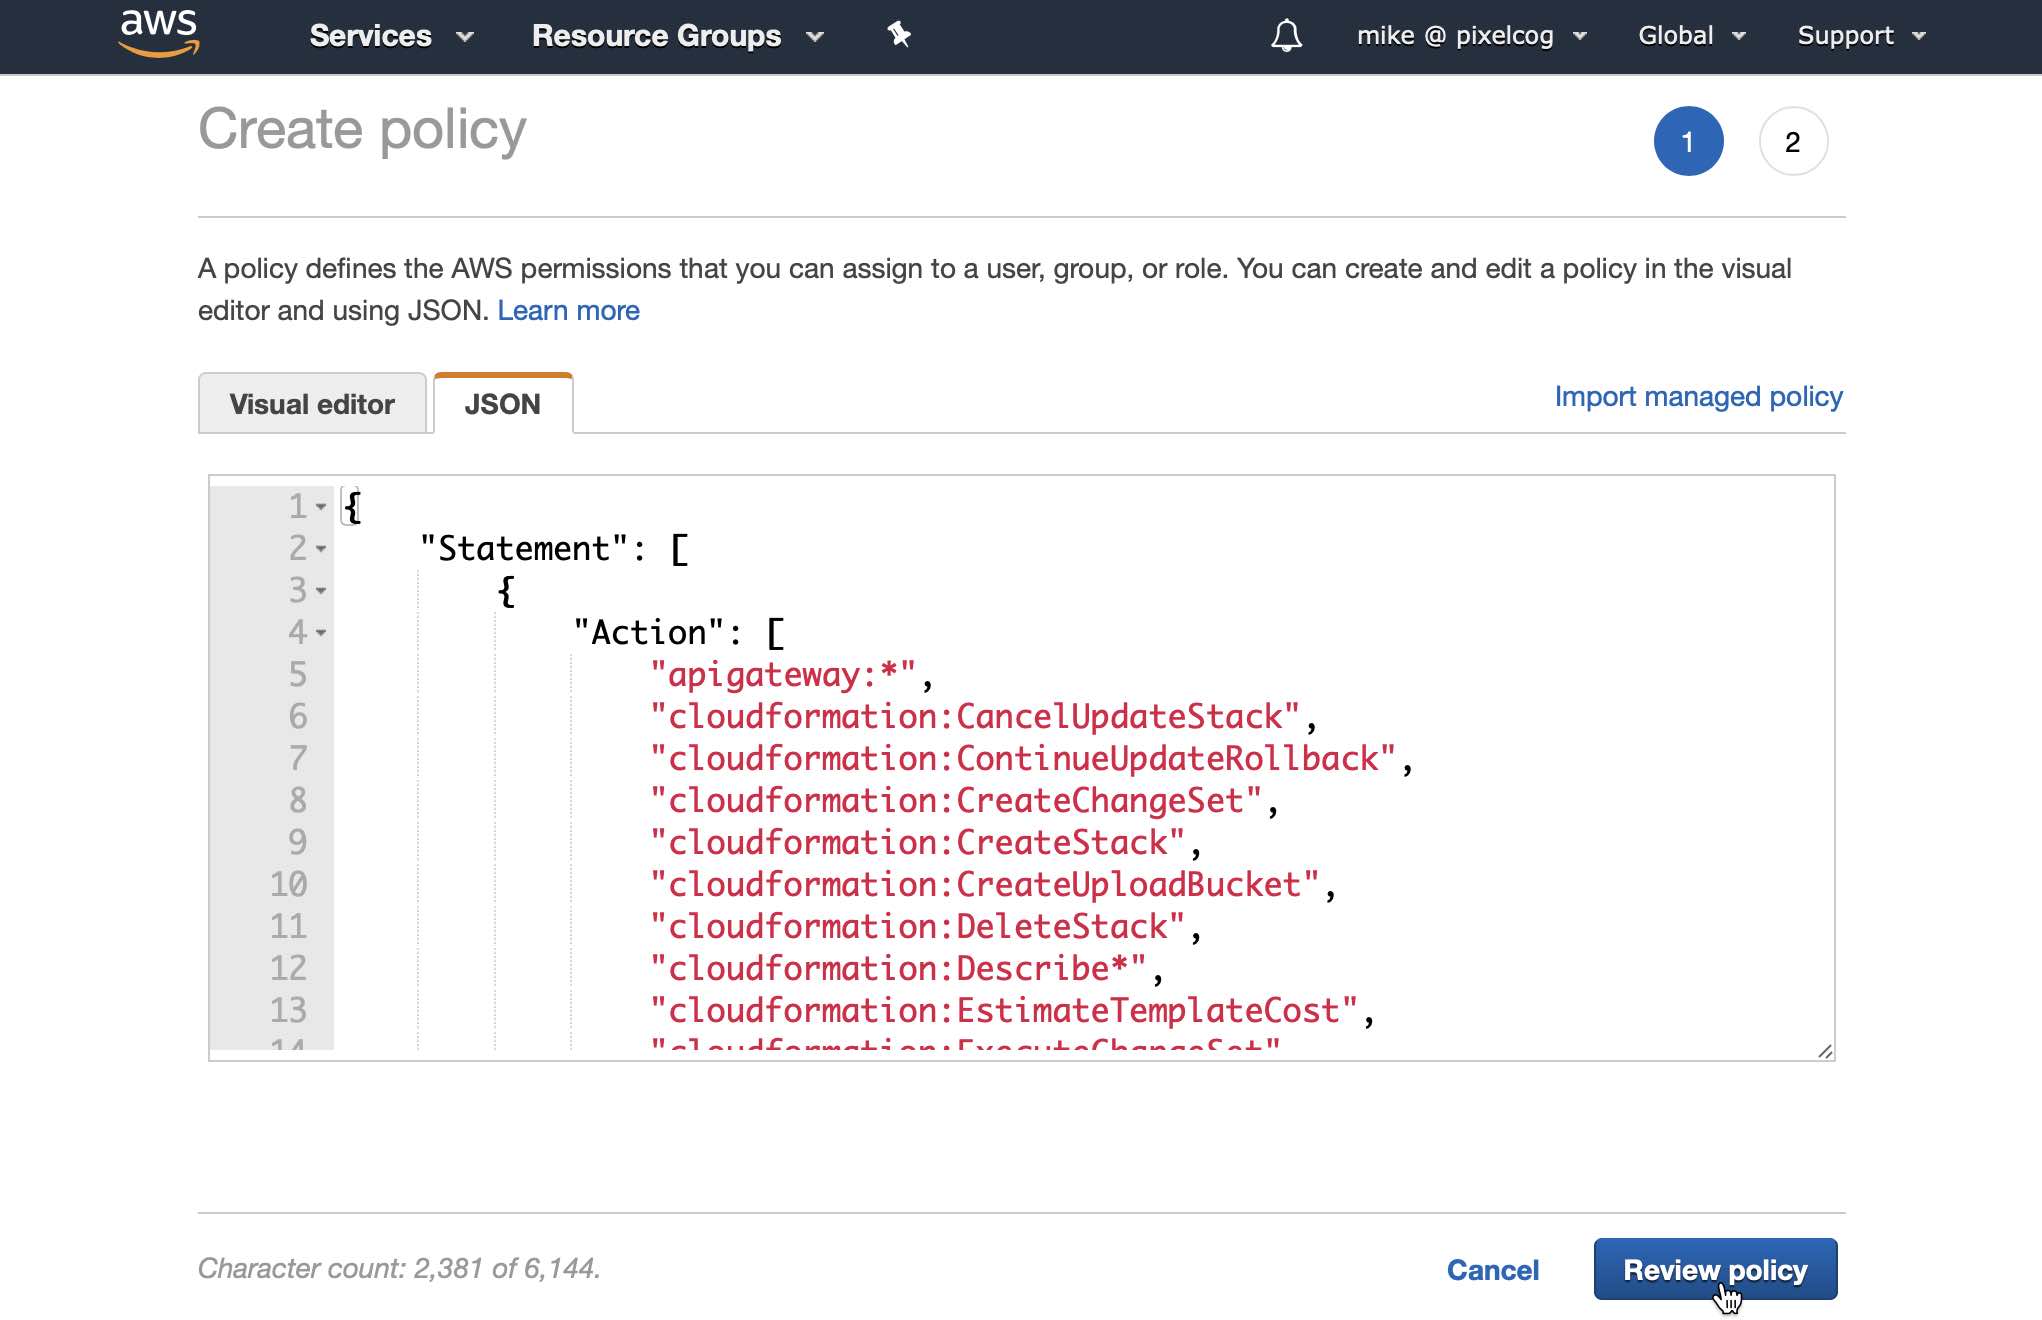 aws Services Resource Groups mike @ pixelcog Global Support
Create policy
1 2
A policy defines the AWS permissions that you can assign to a user, group, or role. You can create and edit a policy in the visual
editor and using JSON. Learn more
Visual editor JSON Import managed policy
1 {
2 "Statement": [
3 {
4 "Action": [
5 "apigateway:*",
6 "cloudformation:CancelUpdateStack",
7 "cloudformation:ContinueUpdateRollback",
8 "cloudformation:CreateChangeSet",
9 "cloudformation:CreateStack",
10 "cloudformation:CreateUploadBucket",
11 "cloudformation:DeleteStack",
12 "cloudformation:Describe*",
13 "cloudformation:EstimateTemplateCost",
14 "cloudformation:ExecuteChangeSet"
Character count: 2,381 of 6,144. Cancel Review policy